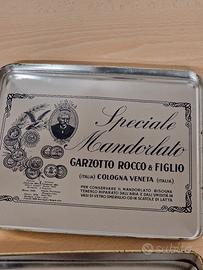 Speciale
Mandorlato
GARZOTTO ROCCO & FIGLIO
(ITALIA) COLOGNA VENETA (ITALIA)
PER CONSERVARE IL MANDORLATO BISOGNA
TENERLO RIPARATO DALL'ARIA E DALL'UMIDITÀ IN
VASI DI VETRO SMERIGLIO OD IN SCATOLE DI LATTA
subito